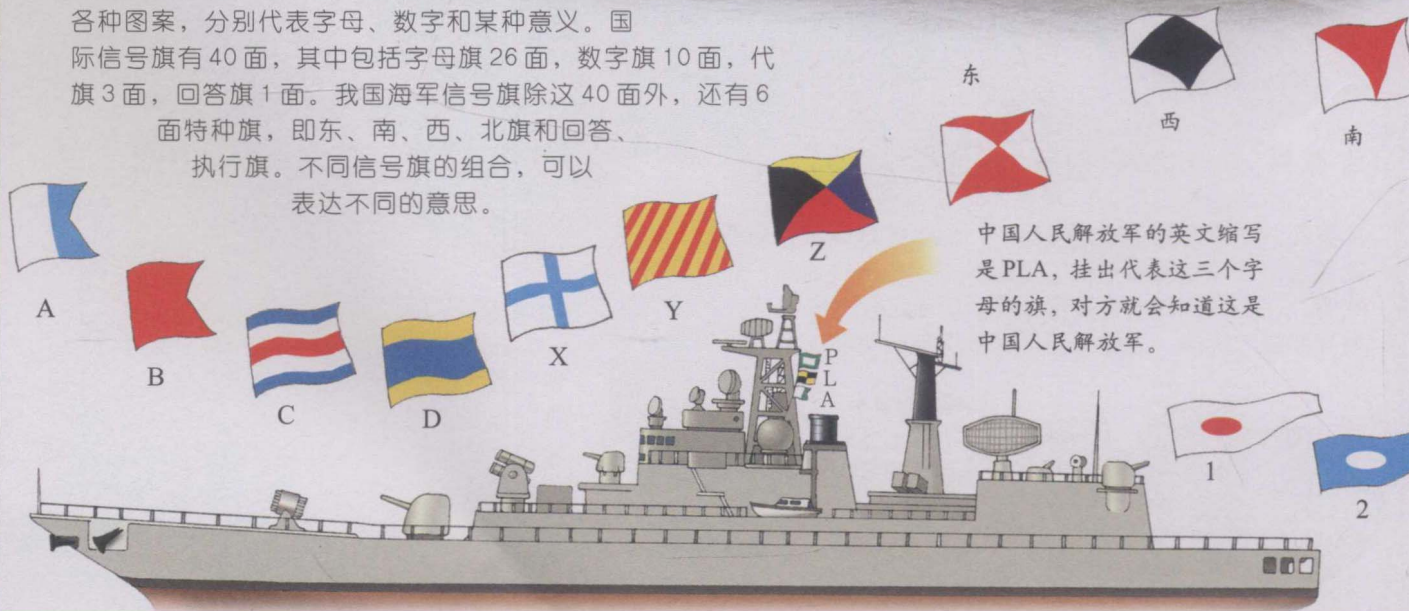 各种图案，分别代表字母、数字和某种意义。国
际信号旗有40面，其中包括字母旗26面，数字旗10面，代
旗3面，回答旗1面。我国海军信号旗除这40面外，还有6
面特种旗，即东、南、西、北旗和回答、
执行旗。不同信号旗的组合，可以
表达不同的意思。
东
西
南
A
B
C
D
X
Y
Z
中国人民解放军的英文缩写
是PLA，挂出代表这三个字
母的旗，对方就会知道这是
中国人民解放军。
P
L
A
1
2